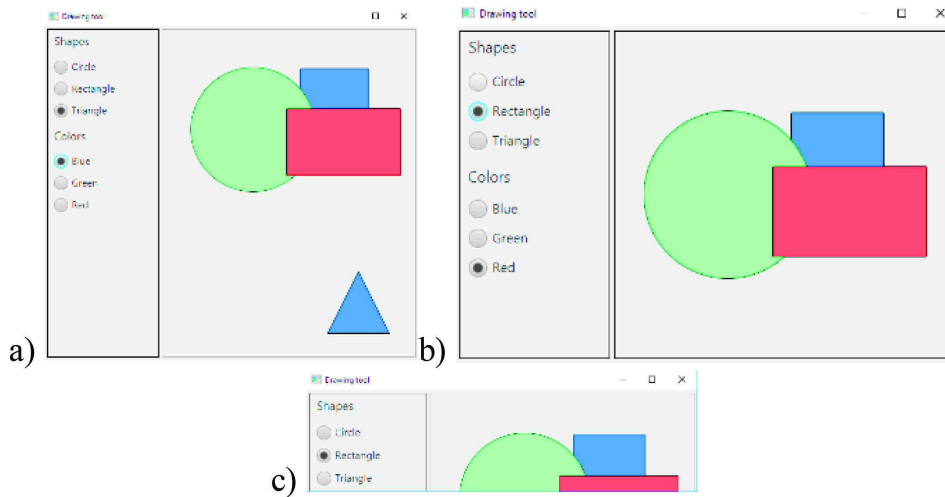 Drawing tool
Shapes
Circle
Rectangle
Triangle
Colors
Blue
Green
Red
a)
Drawing tool
Shapes
Circle
Rectangle
Triangle
Colors
Blue
Green
Red
b)
Drawing tool
Shapes
Circle
Rectangle
Triangle
c)